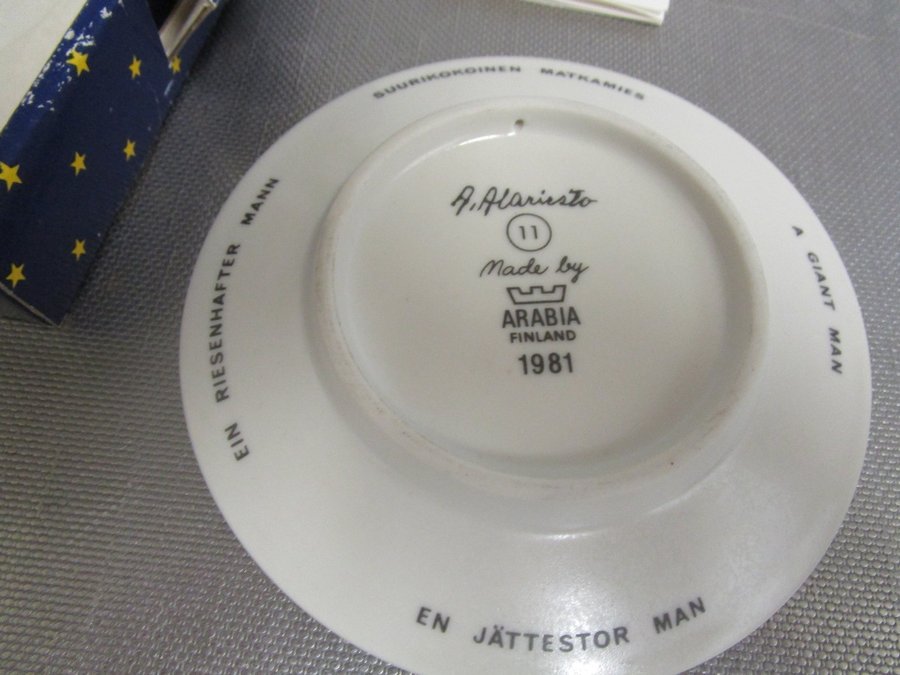 SUURIKOKOINEN MATKAMIES
A GIANT MAN
EN JÄTTESTOR MAN
EIN RIESENHAFTER MANN
A. Alariesto
11
Made by
ARABIA
FINLAND
1981